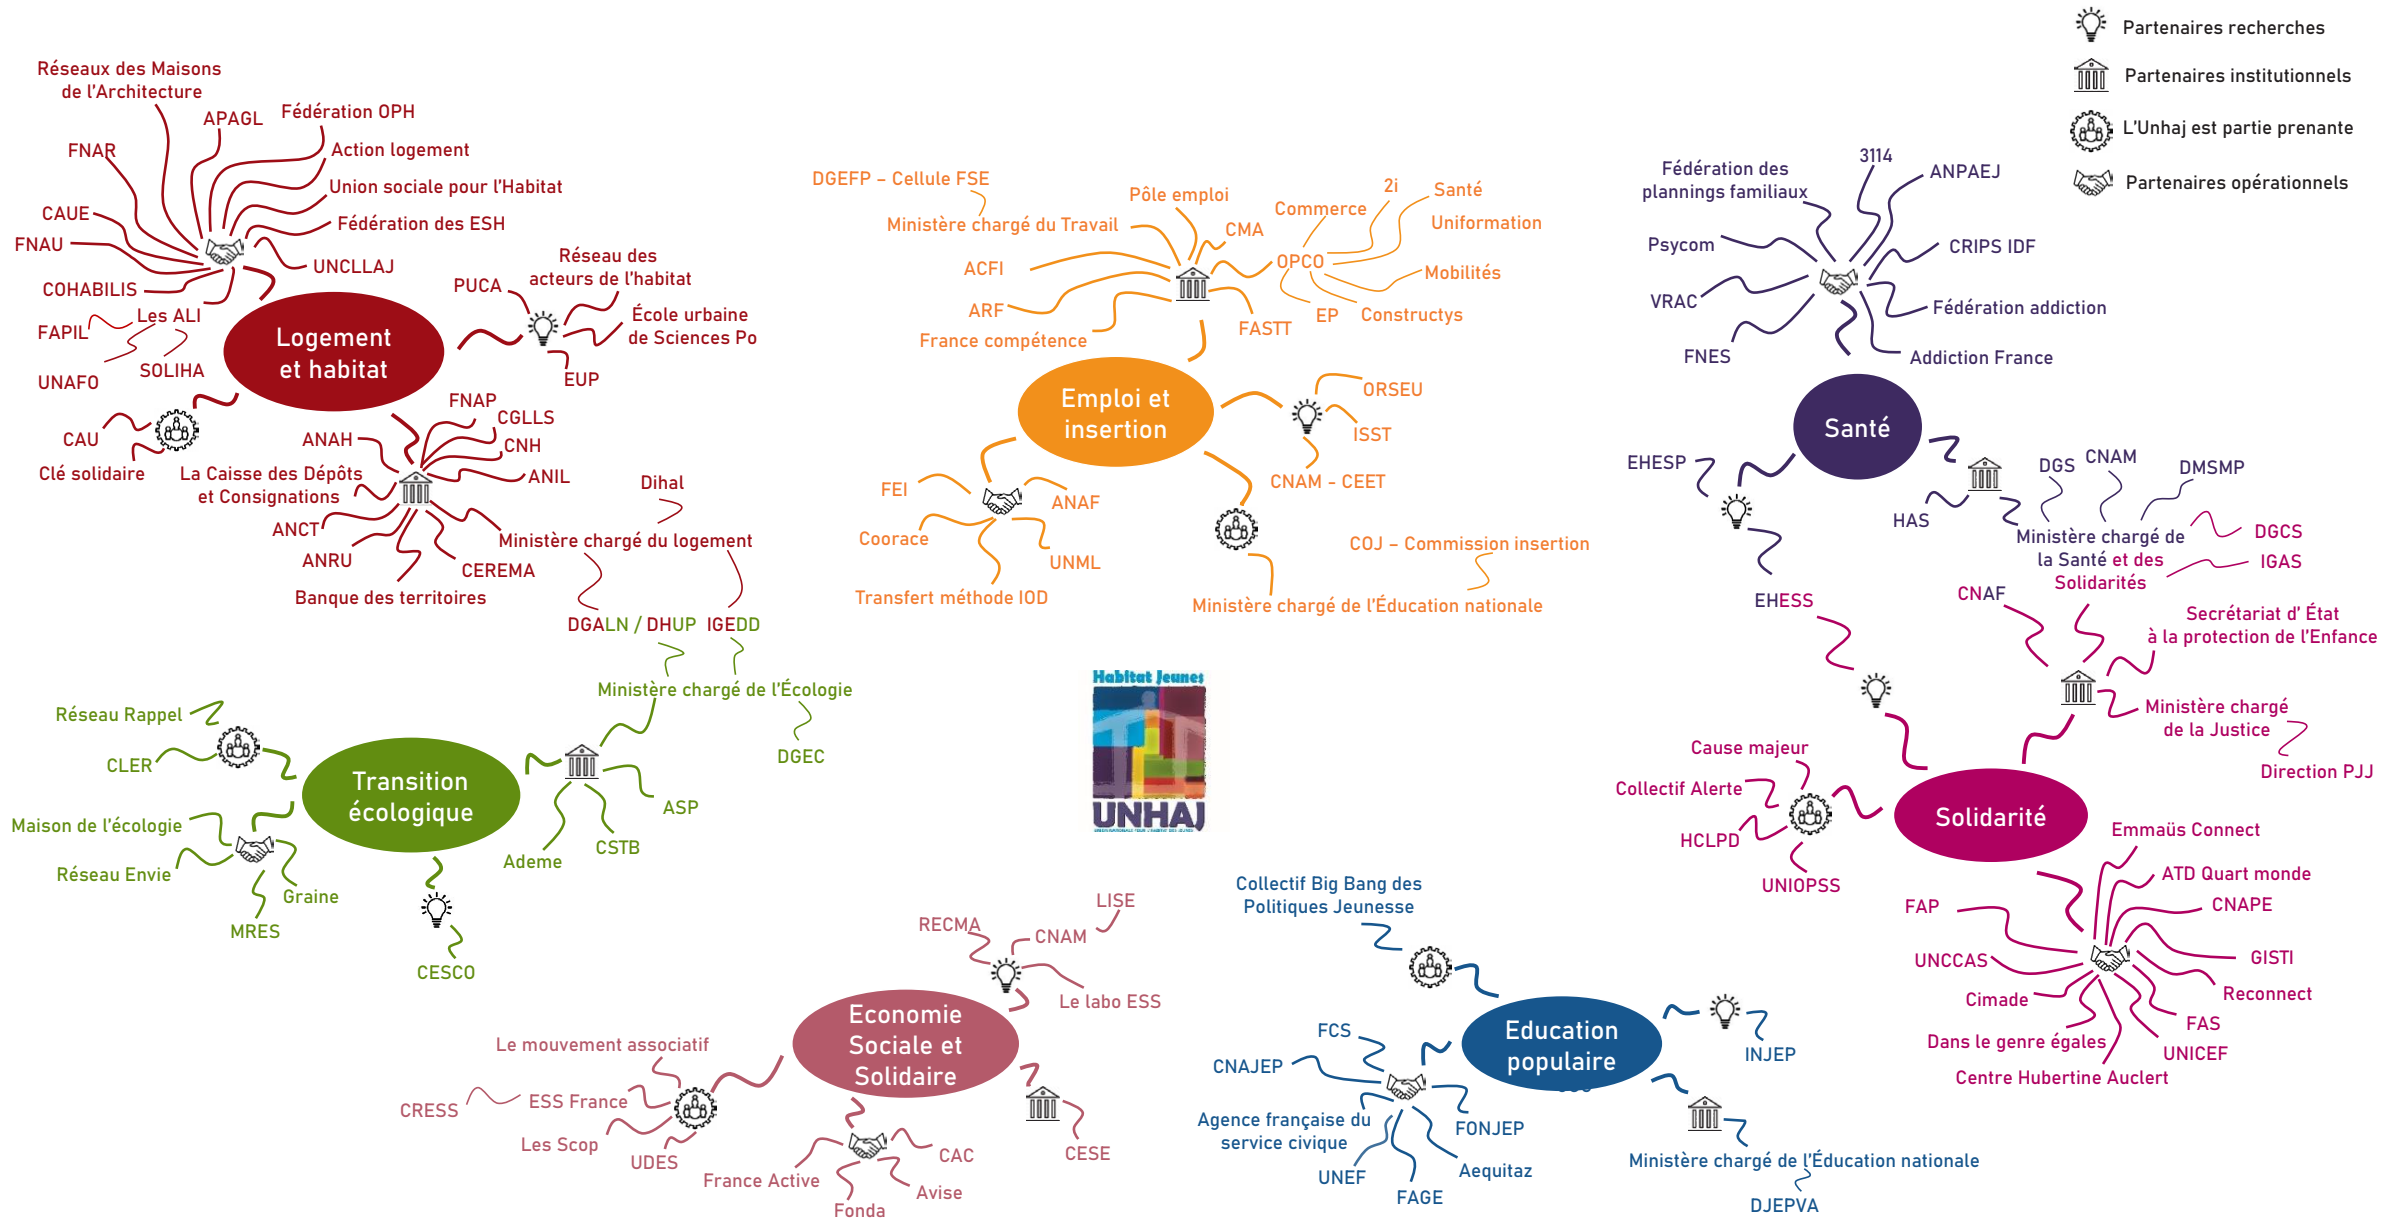 Partenaires recherches
Partenaires institutionnels
L'Unhaj est partie prenante
Partenaires opérationnels
Réseaux des Maisons
de l'Architecture
APAGL
Fédération OPH
FNAR
Action logement
Union sociale pour l'Habitat
CAUE
Fédération des ESH
FNAU
UNCLLAJ
COHABILIS
Les ALI
FAPIL
UNAFO
SOLIHA
Logement
et habitat
PUCA
Réseau des
acteurs de l'habitat
École urbaine
de Sciences Po
EUP
CAU
Clé solidaire
FNAP
CGLLS
ANAH
CNH
La Caisse des Dépôts
et Consignations
ANIL
ANCT
ANRU
Banque des territoires
CEREMA
Dihal
Ministère chargé du logement
DGALN / DHUP
IGEDD
Ministère chargé de l'Écologie
DGEC
Réseau Rappel
CLER
Transition
écologique
Maison de l'écologie
Réseau Envie
MRES
Graine
CESCO
Ademe
CSTB
ASP
DGEFP – Cellule FSE
Ministère chargé du Travail
Pôle emploi
CMA
ACFI
ARF
France compétence
FASTT
OPCO
Commerce
2i
Santé
Uniformation
Mobilités
Constructys
EP
Emploi et
insertion
ORSEU
ISST
CNAM - CEET
FEI
ANAF
Coorace
UNML
Transfert méthode IOD
COJ – Commission insertion
Ministère chargé de l'Éducation nationale
Habitat Jeunes
UNHAJ
Fédération des
plannings familiaux
3114
ANPAEJ
Psycom
CRIPS IDF
VRAC
Fédération addiction
FNES
Addiction France
Santé
EHESP
EHESS
HAS
DGS
CNAM
DMSMP
Ministère chargé de
la Santé et des
Solidarités
DGCS
IGAS
CNAF
Secrétariat d' État
à la protection de l'Enfance
Ministère chargé
de la Justice
Direction PJJ
Cause majeur
Collectif Alerte
HCLPD
UNIOPSS
Solidarité
Emmaüs Connect
ATD Quart monde
FAP
CNAPE
UNCCAS
GISTI
Cimade
Reconnect
Dans le genre égales
FAS
UNICEF
Centre Hubertine Auclert
RECMA
CNAM
LISE
Le labo ESS
Economie
Sociale et
Solidaire
Le mouvement associatif
CRESS
ESS France
Les Scop
UDES
France Active
Fonda
Avise
CAC
CESE
Collectif Big Bang des
Politiques Jeunesse
Education
populaire
INJEP
FCS
CNAJEP
Agence française du
service civique
UNEF
FAGE
Aequitaz
FONJEP
Ministère chargé de l'Éducation nationale
DJEPVA